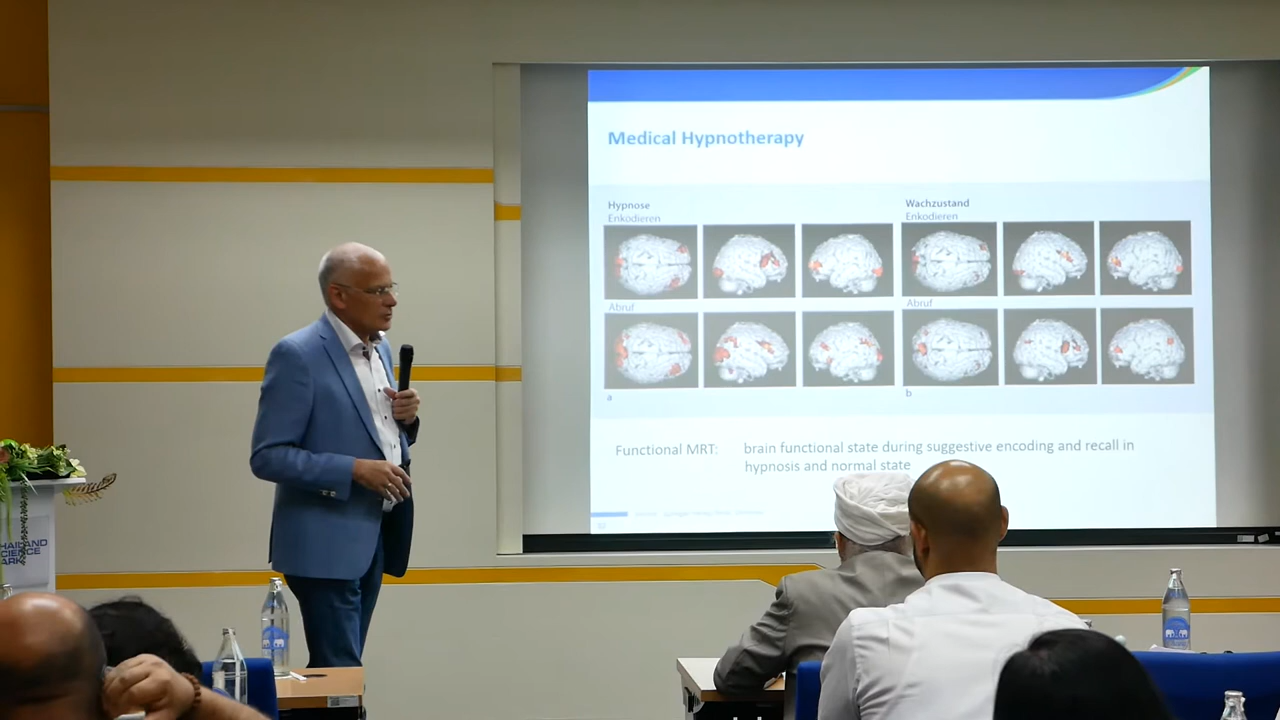 Medical Hypnotherapy
Hypnose
Enkodieren
Wachzustand
Enkodieren
Abruf
Abruf
a
b
Functional MRT: brain functional state during suggestive encoding and recall in
hypnosis and normal state
THAILAND
SCIENCE
PARK